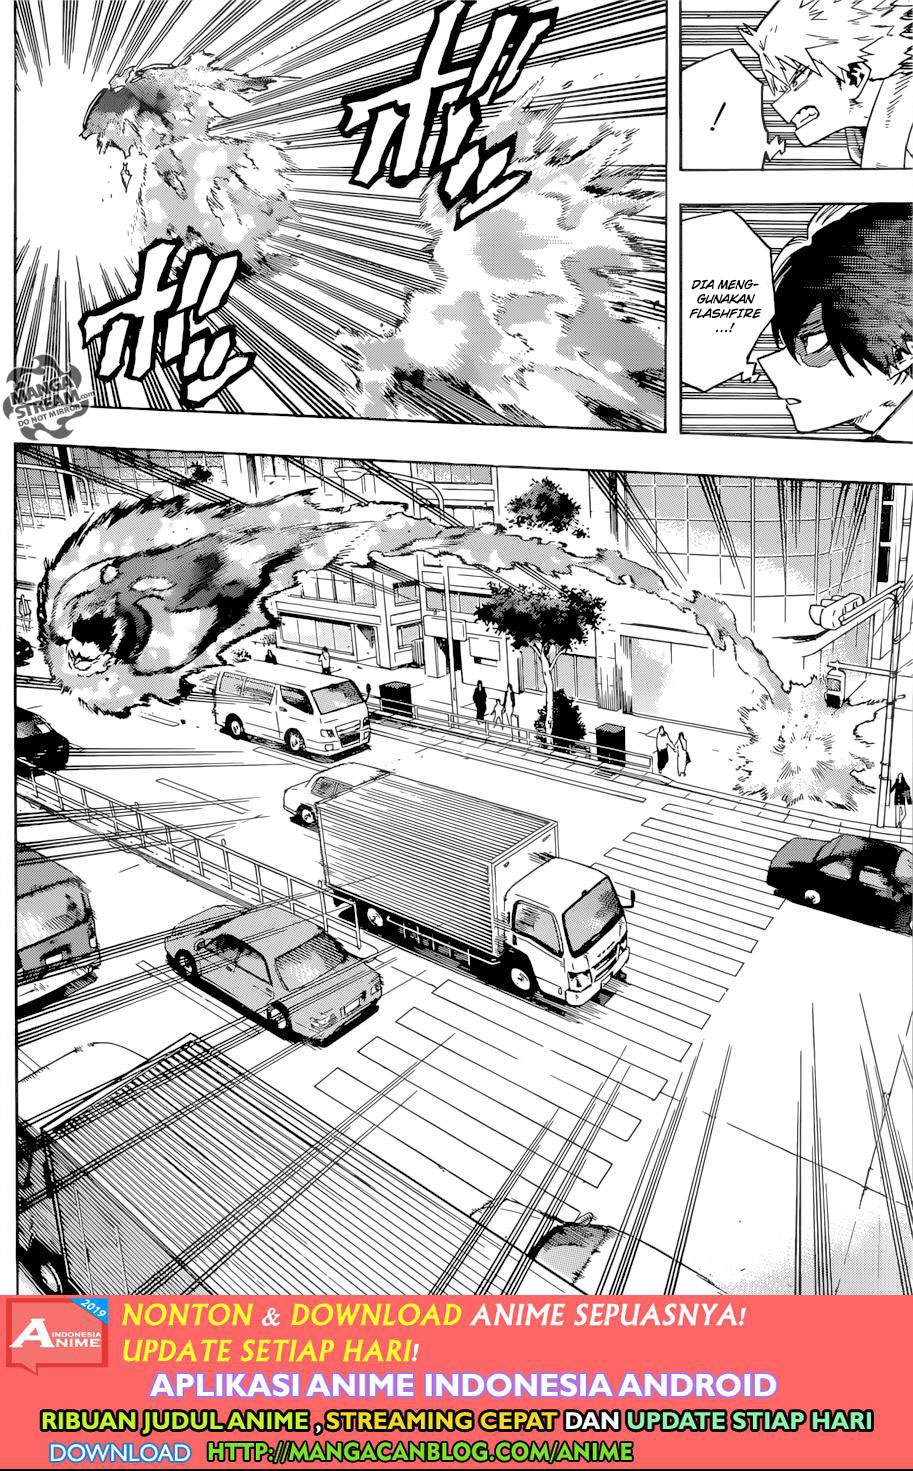 !
DIA MENG-
GUNAKAN
FLASHFIRE
...!
ボッ
ボッ
MANGA
STREAM.com
DO NOT MIRROR
2019
INDONESIA
ANIME
NONTON & DOWNLOAD ANIME SEPUASNYA!
UPDATE SETIAP HARI!
APLIKASI ANIME INDONESIA ANDROID
RIBUAN JUDUL ANIME , STREAMING CEPAT DAN UPDATE STIAP HARI
DOWNLOAD HTTP://MANGACANBLOG.COM/ANIME